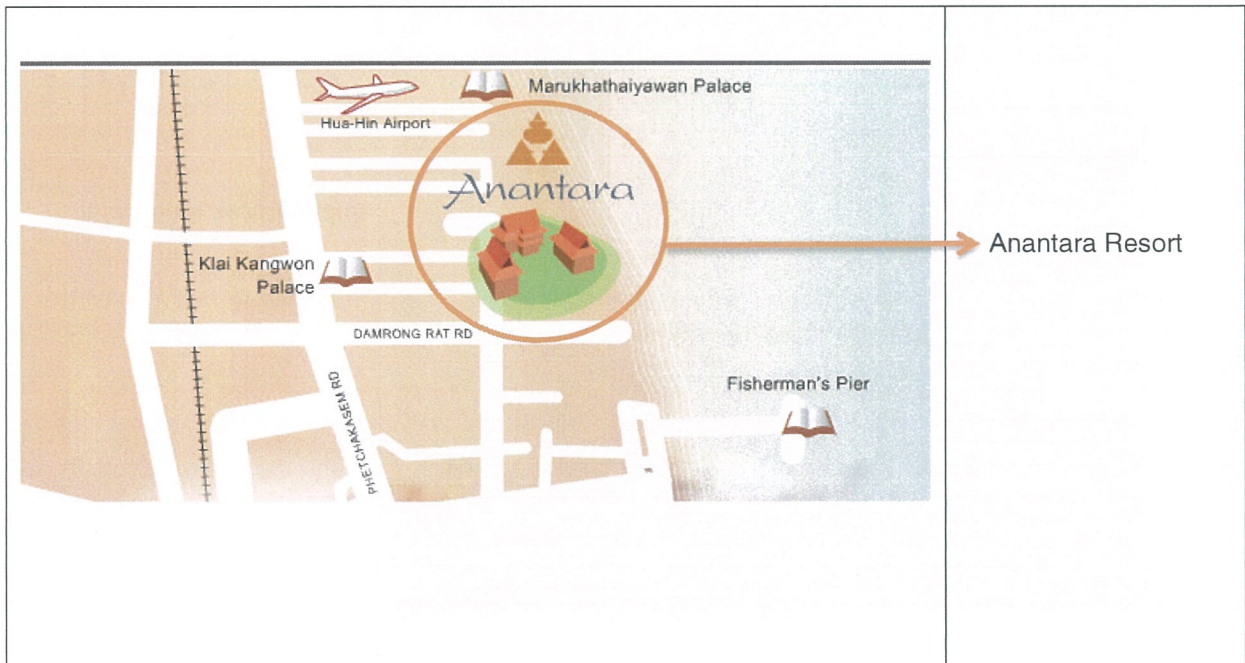 Marukhathaiyawan Palace
Hua-Hin Airport
Anantara
Anantara Resort
Klai Kangwon
Palace
DAMRONG RAT RD
PHETCHAKASEM RD
Fisherman's Pier